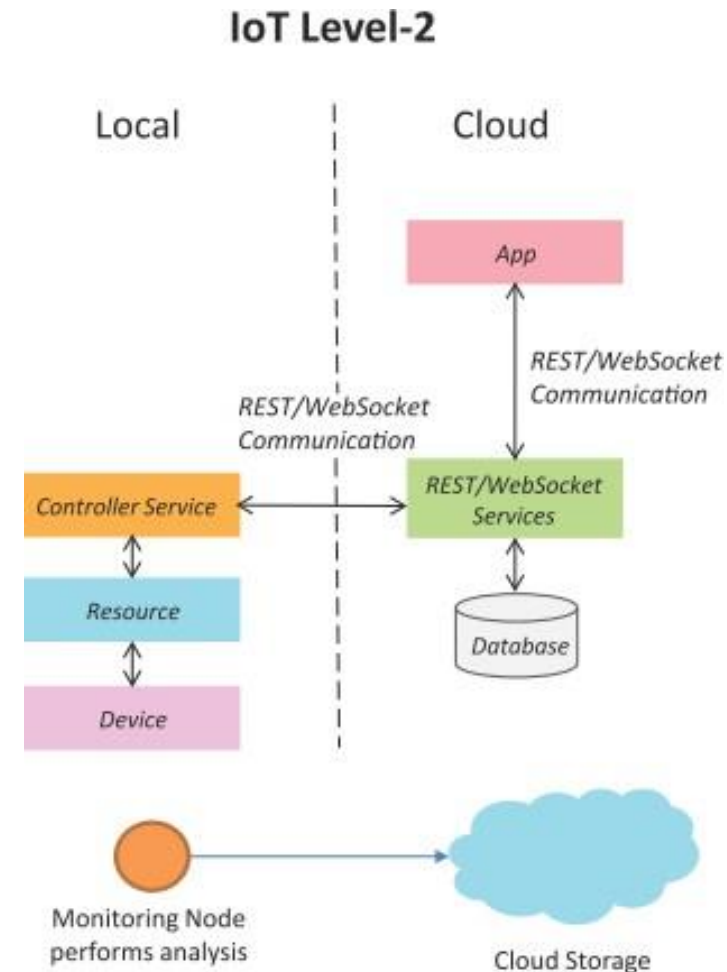 IoT Level-2
Local
Cloud
App
REST/WebSocket
Communication
REST/WebSocket
Communication
Controller Service
REST/WebSocket
Services
Resource
Database
Device
Monitoring Node
performs analysis
Cloud Storage